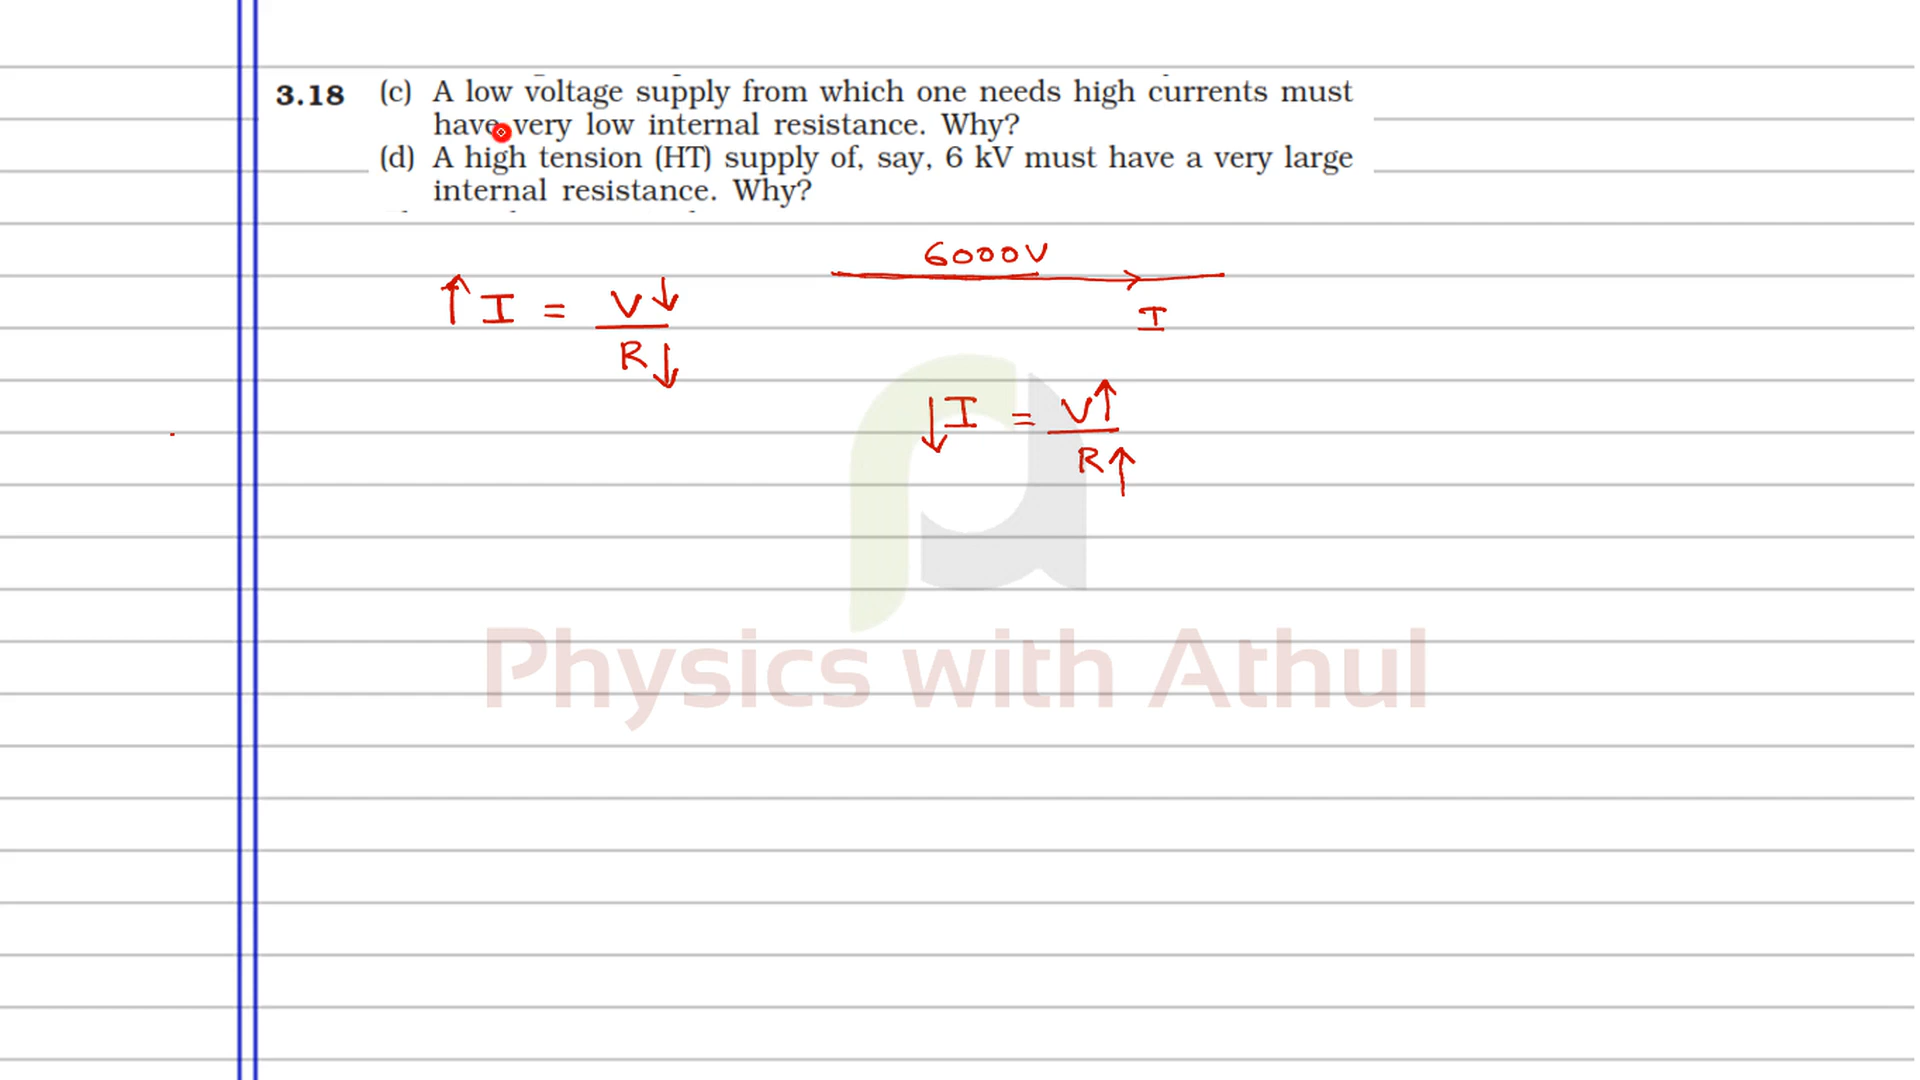 3.18 (c) A low voltage supply from which one needs high currents must
have very low internal resistance. Why?
(d) A high tension (HT) supply of, say, 6 kV must have a very large
internal resistance. Why?
6000V
↑ I = V↓
R↓
I
↓ I = V↑
R↑
Physics with Athul